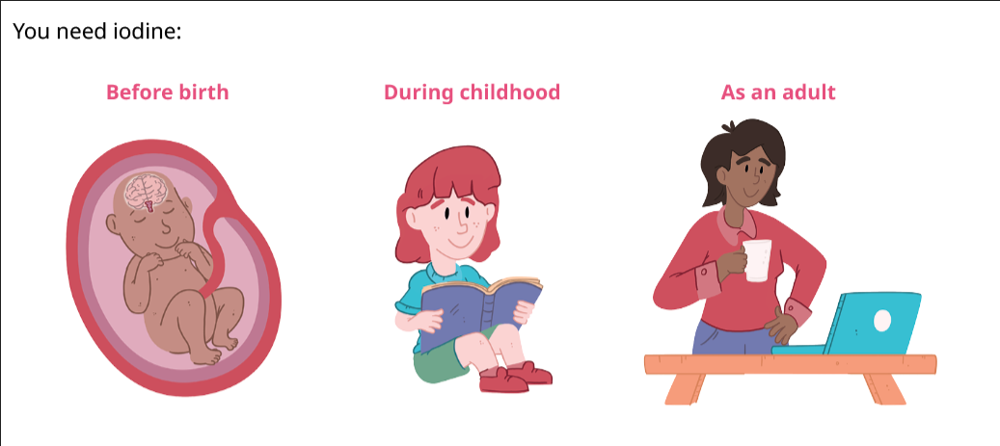 You need iodine:
Before birth
During childhood
As an adult